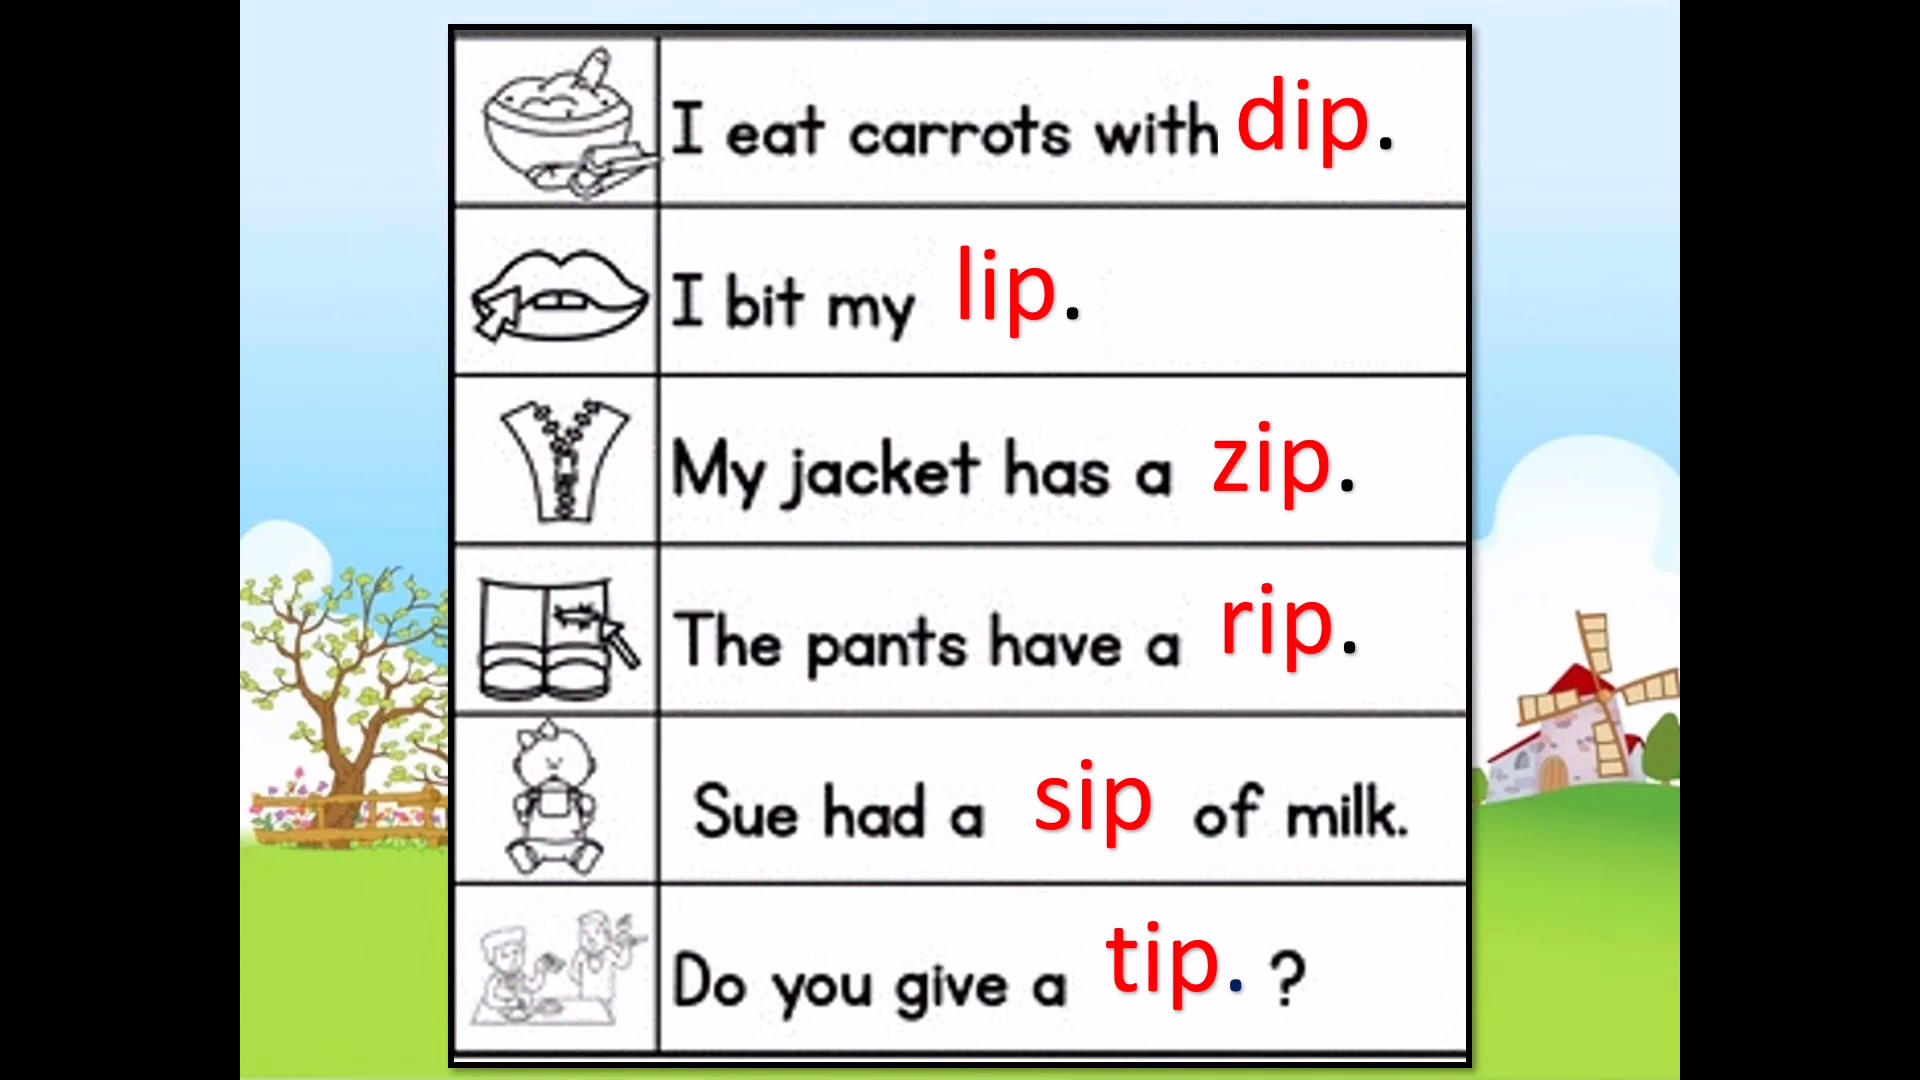 I eat carrots with dip.
I bit my lip.
My jacket has a zip.
The pants have a rip.
Sue had a sip of milk.
Do you give a tip. ?